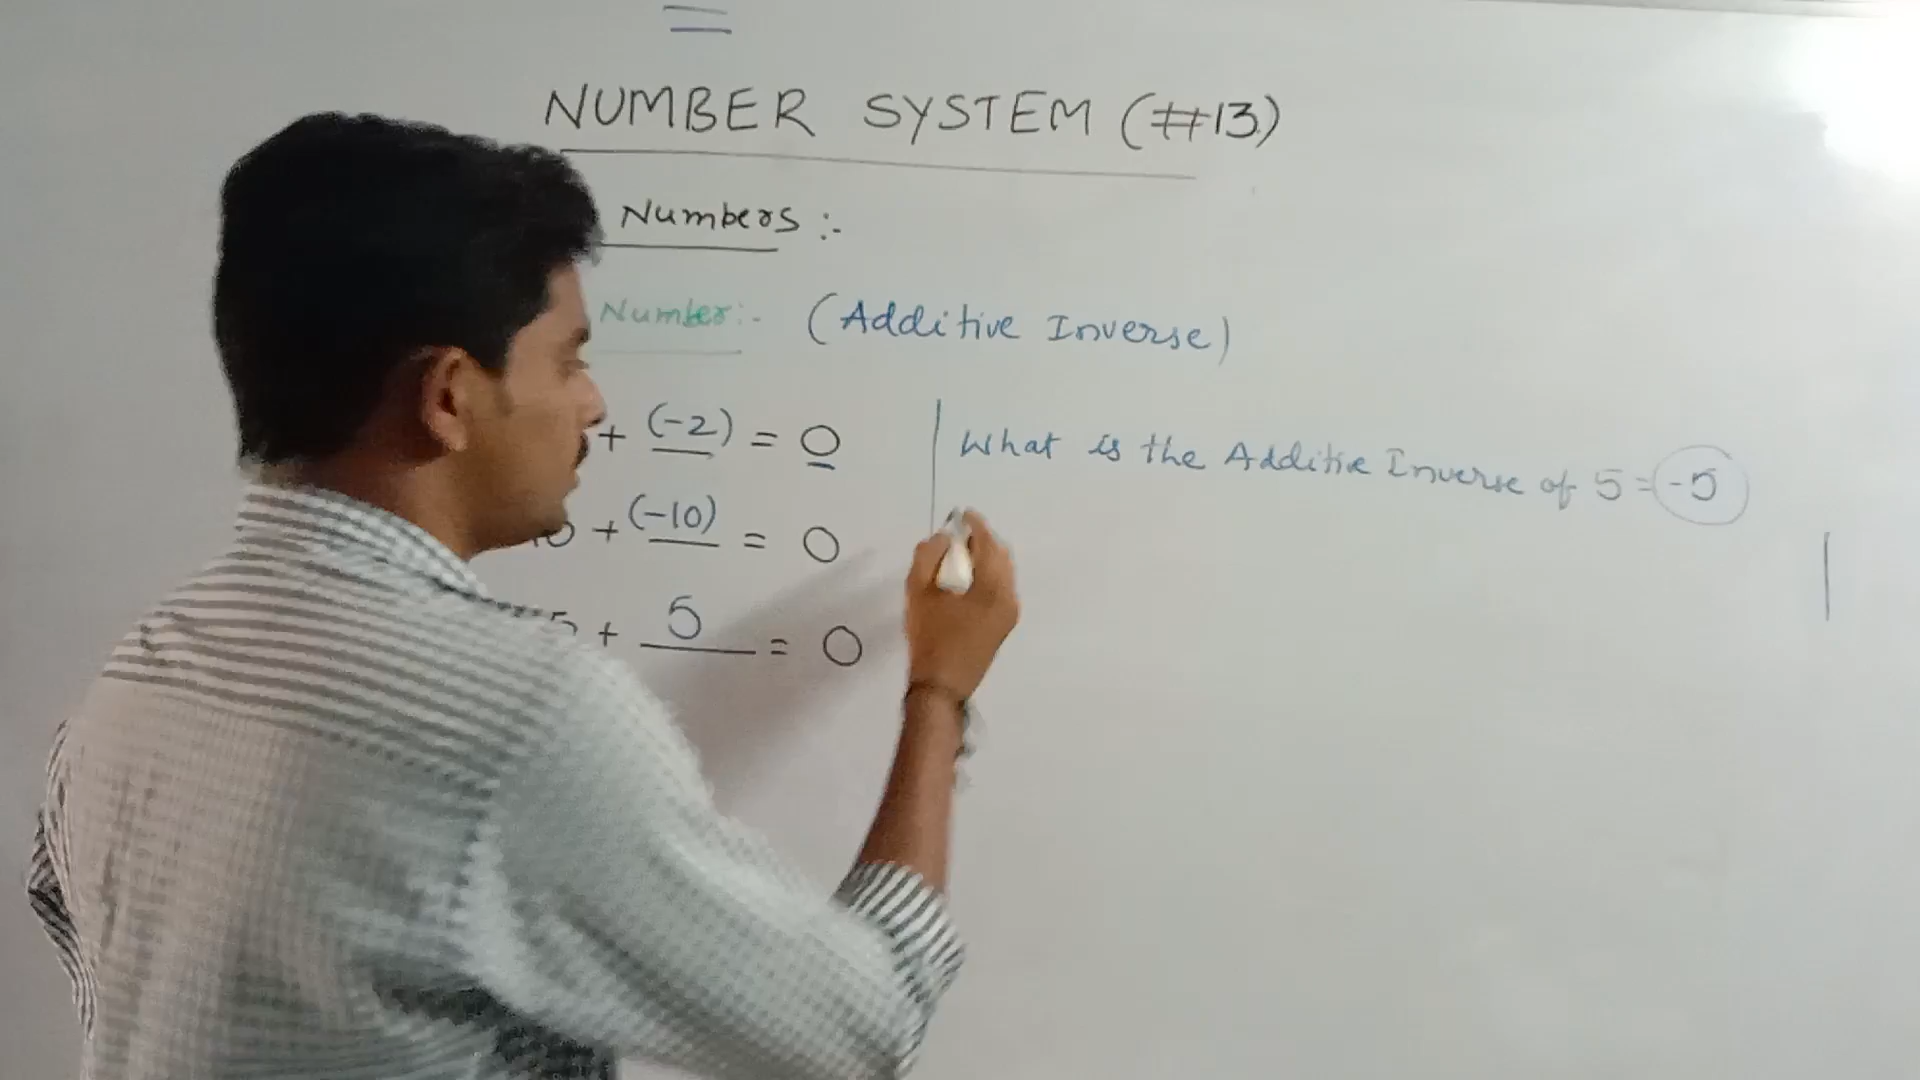 NUMBER SYSTEM (#13)
Numbers :-
Number:- (Additive Inverse)
+ (-2) = 0
+ (-10) = 0
+ 5 = 0
What is the Additive Inverse of 5 = -5